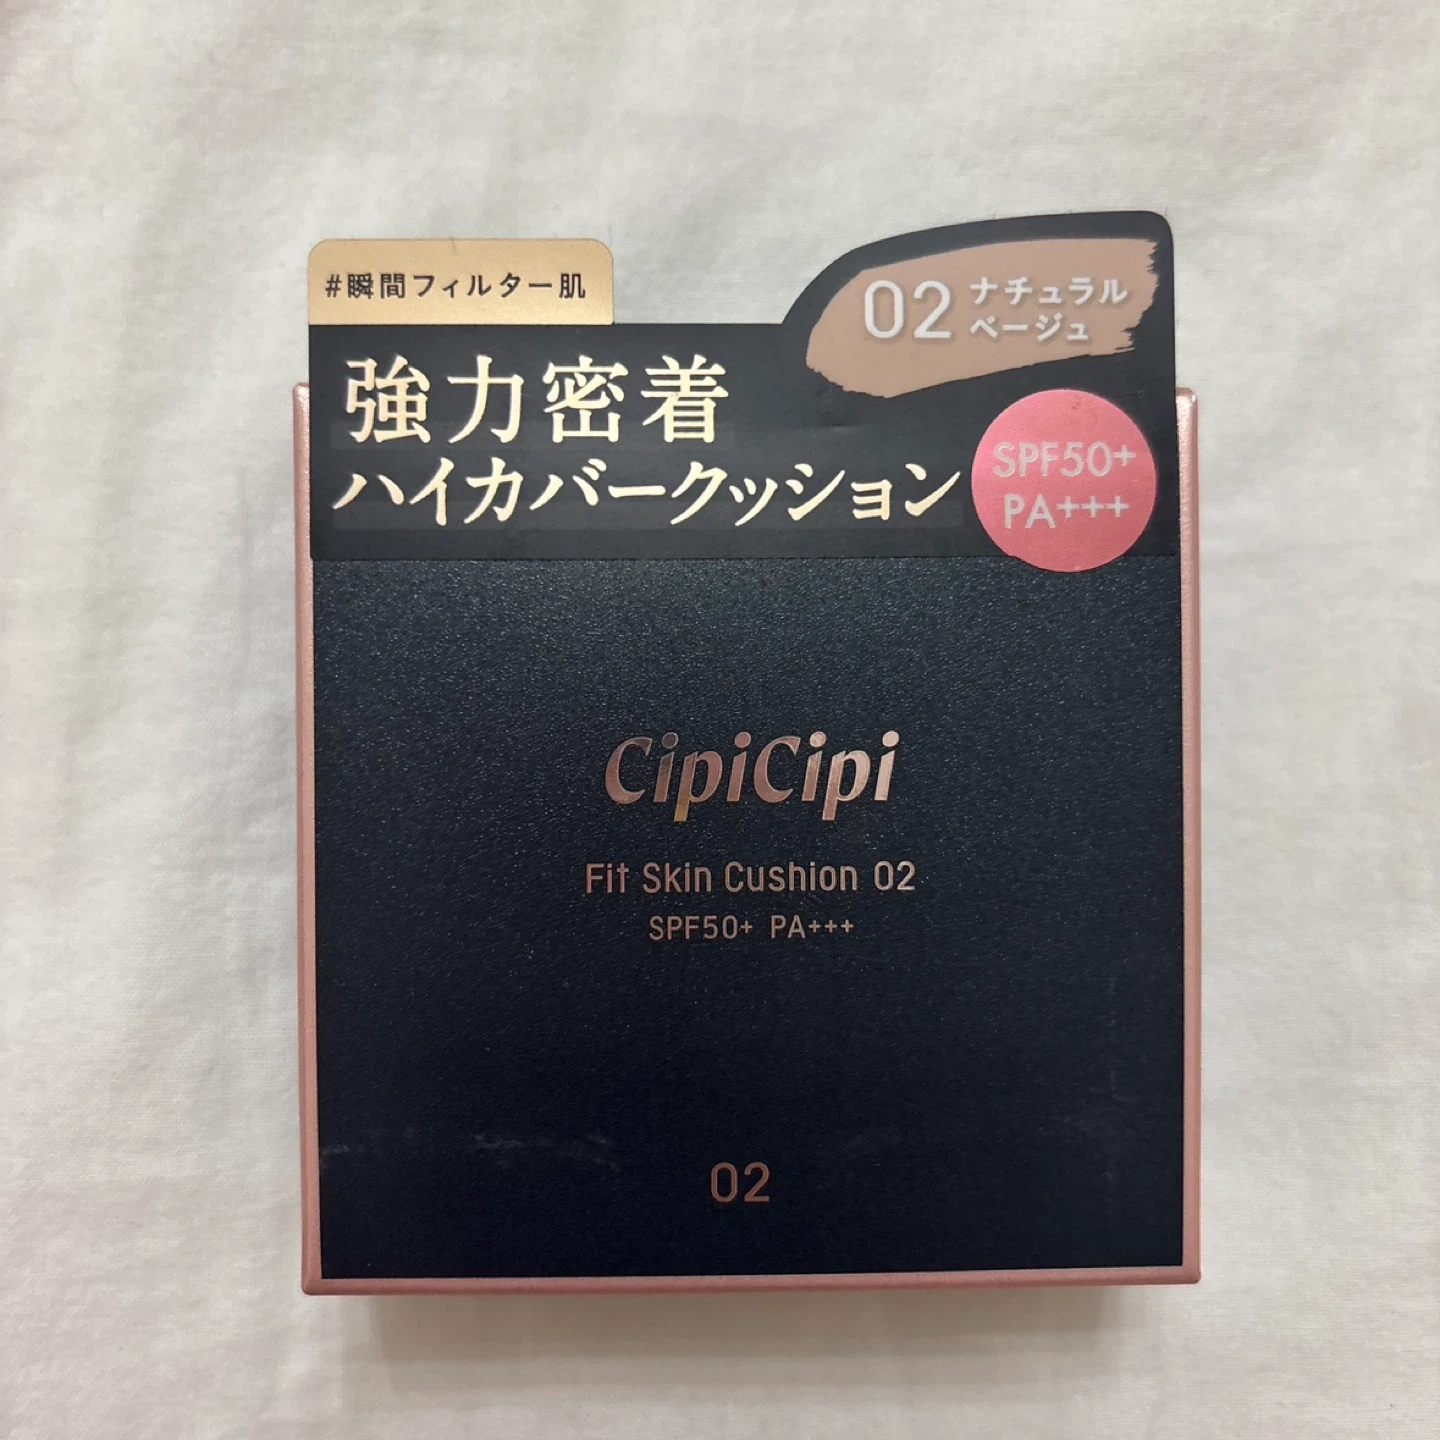 #瞬間フィルター肌
02 ナチュラル
ベージュ
強力密着
ハイカバークッション
SPF50+
PA+++
CipiCipi
Fit Skin Cushion 02
SPF50+ PA+++
02